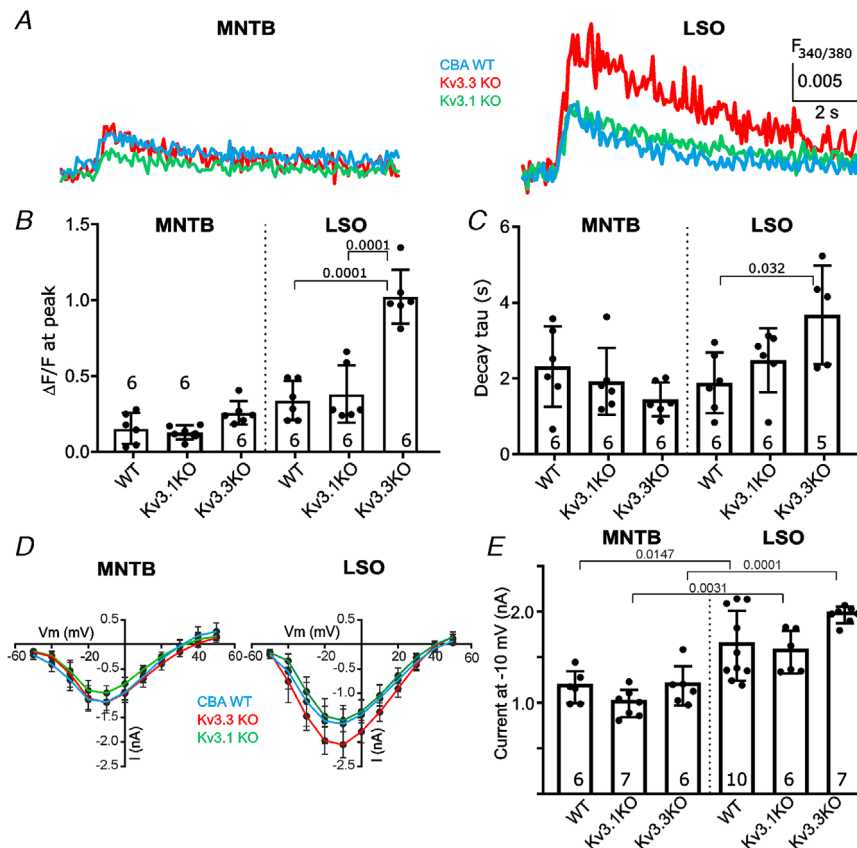 A
MNTB
LSO
CBA WT
Kv3.3 KO
Kv3.1 KO
F340/380
0.005
2 s
B
MNTB
LSO
ΔF/F at peak
1.5
1.0
0.5
0.0
0.0001
0.0001
6
6
6
6
6
6
WT
Kv3.1KO
Kv3.3KO
WT
Kv3.1KO
Kv3.3KO
C
MNTB
LSO
Decay tau (s)
6
4
2
0
0.032
6
6
6
6
6
5
WT
Kv3.1KO
Kv3.3KO
WT
Kv3.1KO
Kv3.3KO
D
MNTB
Vm (mV)
-60
-20
20
60
0.5
-0.5
-1.0
-1.5
-2.0
-2.5
I (nA)
LSO
Vm (mV)
-60
-20
20
60
0.5
-0.5
-1.0
-1.5
-2.0
-2.5
I (nA)
CBA WT
Kv3.3 KO
Kv3.1 KO
E
MNTB
LSO
Current at -10 mV (nA)
2.0
1.0
0.0147
0.0001
0.0031
6
7
6
10
6
7
WT
Kv3.1KO
Kv3.3KO
WT
Kv3.1KO
Kv3.3KO